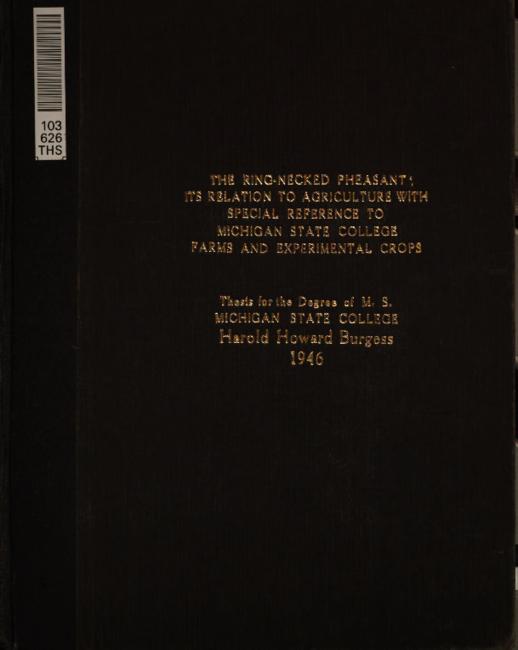 103
626
THS
THE RING-NECKED PHEASANT;
ITS RELATION TO AGRICULTURE WITH
SPECIAL REFERENCE TO
MICHIGAN STATE COLLEGE
FARMS AND EXPERIMENTAL CROPS
Thesis for the Degree of M. S.
MICHIGAN STATE COLLEGE
Harold Howard Burgess
1946